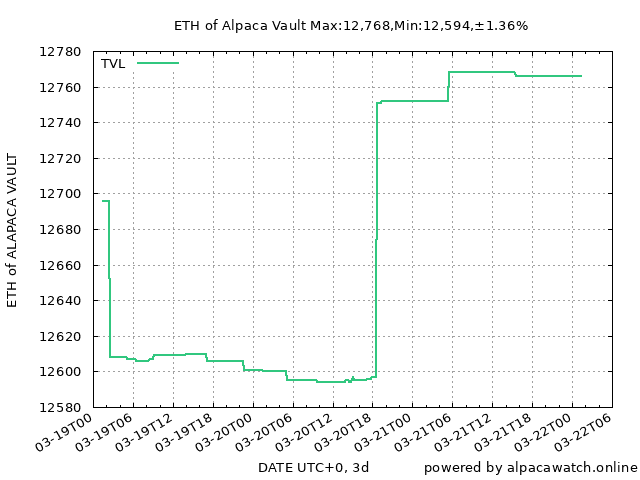 ETH of Alpaca Vault Max:12,768,Min:12,594,±1.36%
TVL
ETH of ALAPACA VAULT
12780
12760
12740
12720
12700
12680
12660
12640
12620
12600
12580
03-19T00
03-19T06
03-19T12
03-19T18
03-20T00
03-20T06
03-20T12
03-20T18
03-21T00
03-21T06
03-21T12
03-21T18
03-22T00
03-22T06
DATE UTC+0, 3d
powered by alpacawatch.online